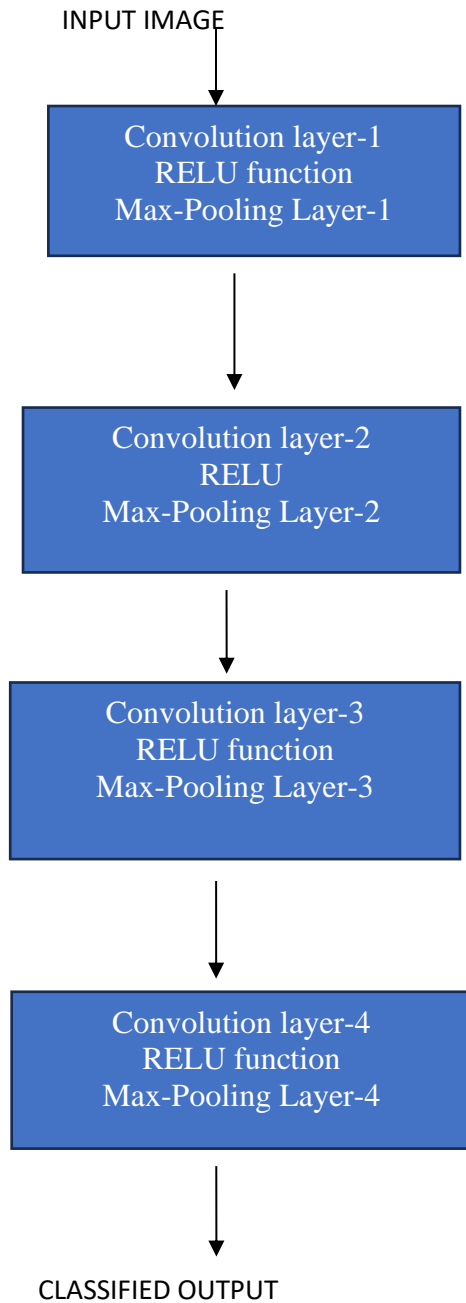 INPUT IMAGE
Convolution layer-1
RELU function
Max-Pooling Layer-1
Convolution layer-2
RELU
Max-Pooling Layer-2
Convolution layer-3
RELU function
Max-Pooling Layer-3
Convolution layer-4
RELU function
Max-Pooling Layer-4
CLASSIFIED OUTPUT